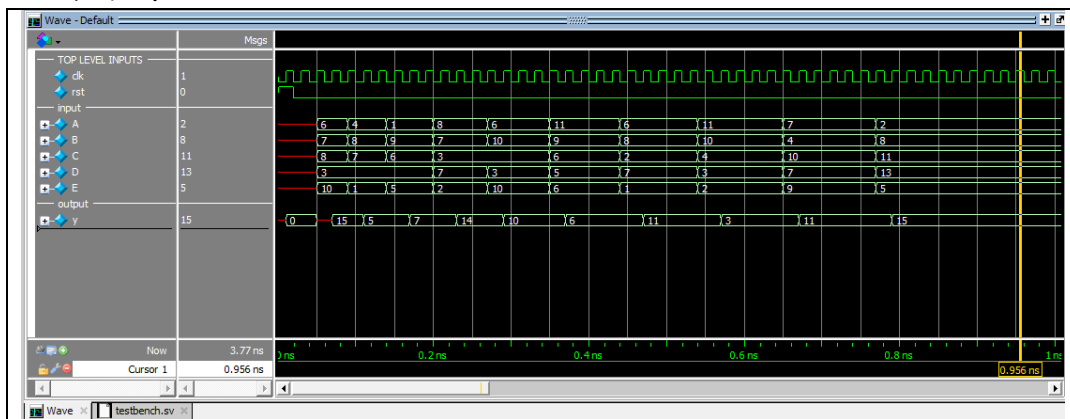 Wave - Default
Msgs
TOP LEVEL INPUTS
clk 1
rst 0
input
A 2 6 4 1 8 6 11 6 11 7 2
B 8 7 8 9 7 10 9 8 10 4 8
C 11 8 7 6 3 6 2 4 10 11
D 13 3 7 3 5 7 3 7 13
E 5 10 1 5 2 10 6 1 2 9 5
output
y 15 0 15 5 7 14 10 6 11 3 11 15
Now 3.77 ns ns 0.2 ns 0.4 ns 0.6 ns 0.8 ns 1 ns
Cursor 1 0.956 ns 0.956 ns
Wave testbench.sv